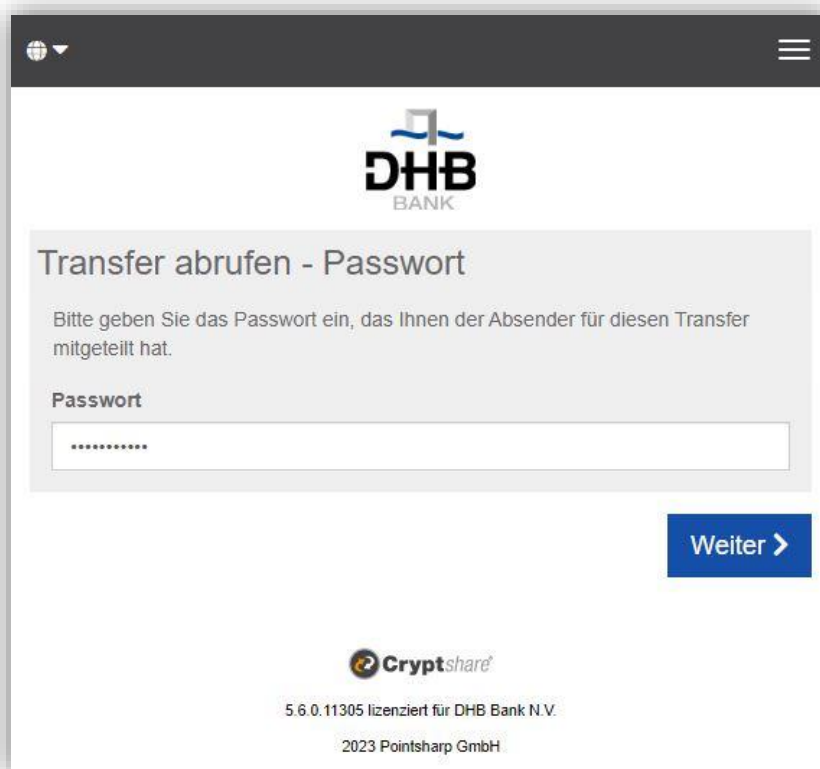 DHB
BANK
Transfer abrufen - Passwort
Bitte geben Sie das Passwort ein, das Ihnen der Absender für diesen Transfer
mitgeteilt hat.
Passwort
•••••••••••
Weiter
Cryptshare®
5.6.0.11305 lizenziert für DHB Bank N.V.
2023 Pointsharp GmbH